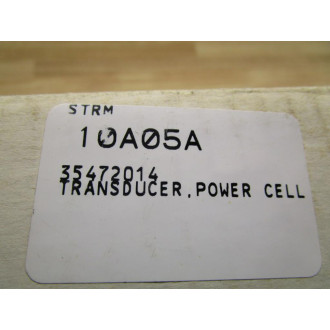 STRM
10A05A
35472014
TRANSDUCER,POWER CELL